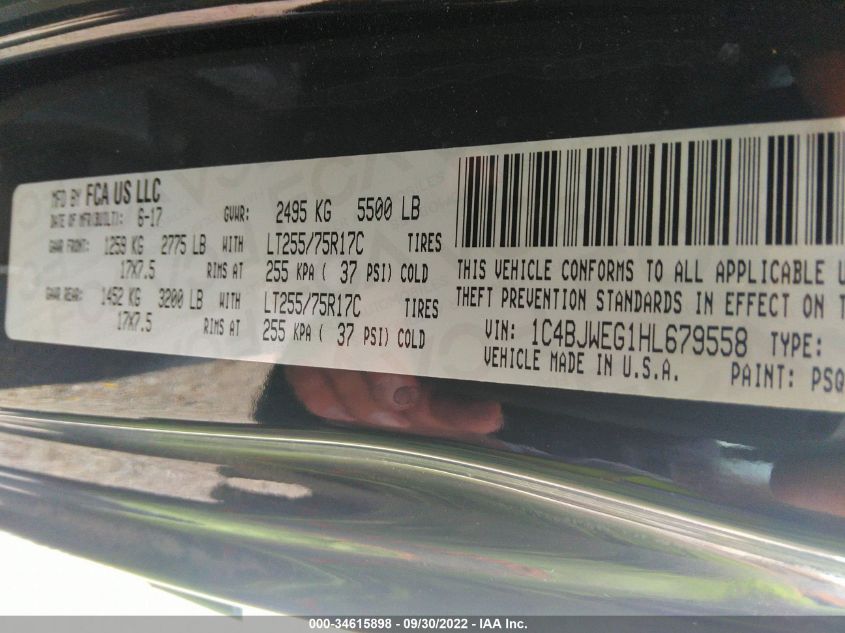 MFD BY FCA US LLC
DATE OF MFR(BUILT): 6-17 GVWR: 2495 KG 5500 LB
GAWR FRONT: 1259 KG 2775 LB WITH LT255/75R17C TIRES
17X7.5 RIMS AT 255 KPA ( 37 PSI) COLD
GAWR REAR: 1452 KG 3200 LB WITH LT255/75R17C TIRES
17X7.5 RIMS AT 255 KPA ( 37 PSI) COLD
THIS VEHICLE CONFORMS TO ALL APPLICABLE
THEFT PREVENTION STANDARDS IN EFFECT ON
VIN: 1C4BJWEG1HL679558 TYPE:
VEHICLE MADE IN U.S.A. PAINT: PSQ
000-34615898 - 09/30/2022 - IAA Inc.